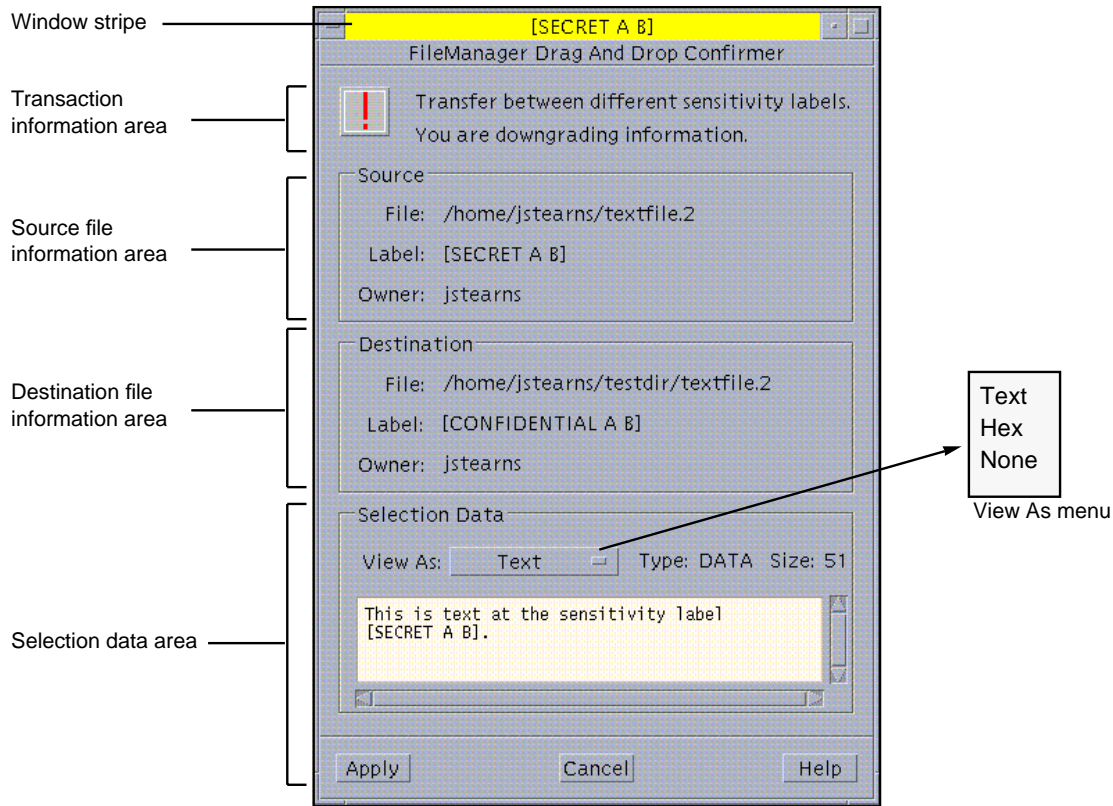 Window stripe
[SECRET A B]
FileManager Drag And Drop Confirmer
Transaction
information area
Transfer between different sensitivity labels.
You are downgrading information.
Source file
information area
Source
File: /home/jstearns/textfile.2
Label: [SECRET A B]
Owner: jstearns
Destination file
information area
Destination
File: /home/jstearns/testdir/textfile.2
Label: [CONFIDENTIAL A B]
Owner: jstearns
Text
Hex
None
View As menu
Selection data area
Selection Data
View As: Text Type: DATA Size: 51
This is text at the sensitivity label
[SECRET A B].
Apply Cancel Help